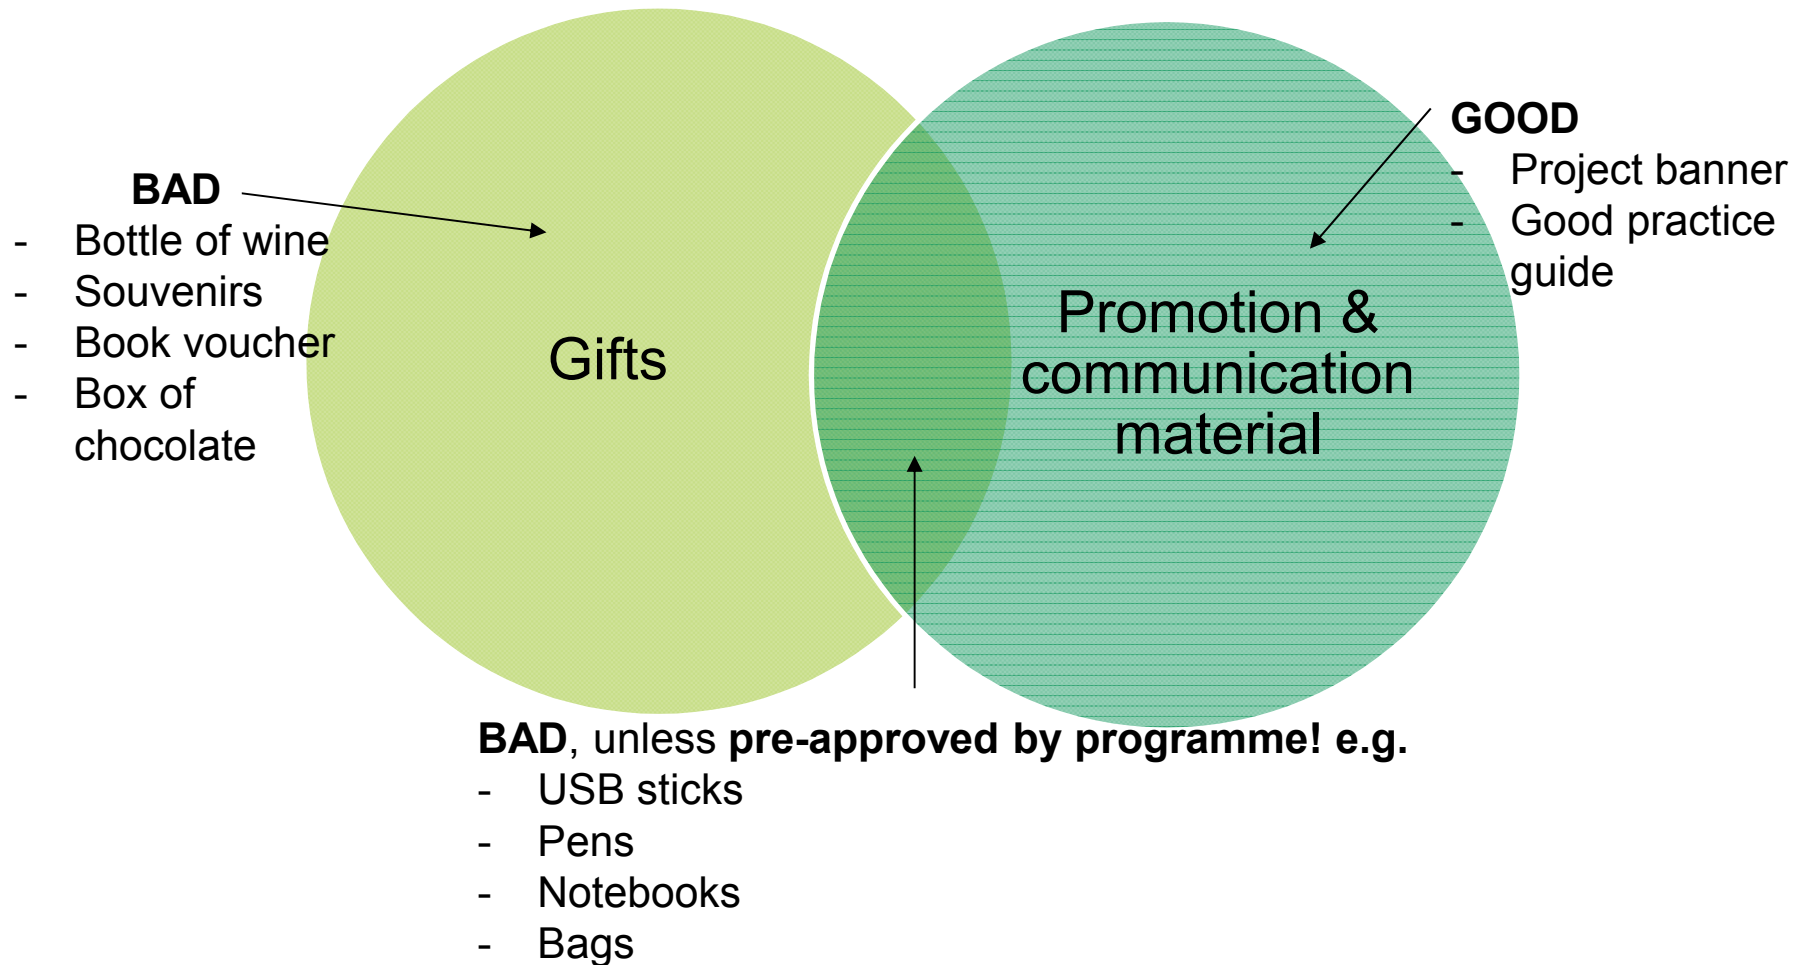 BAD
- Bottle of wine
- Souvenirs
- Book voucher
- Box of
chocolate
Gifts
Promotion &
communication
material
GOOD
- Project banner
- Good practice
guide
BAD, unless pre-approved by programme! e.g.
- USB sticks
- Pens
- Notebooks
- Bags